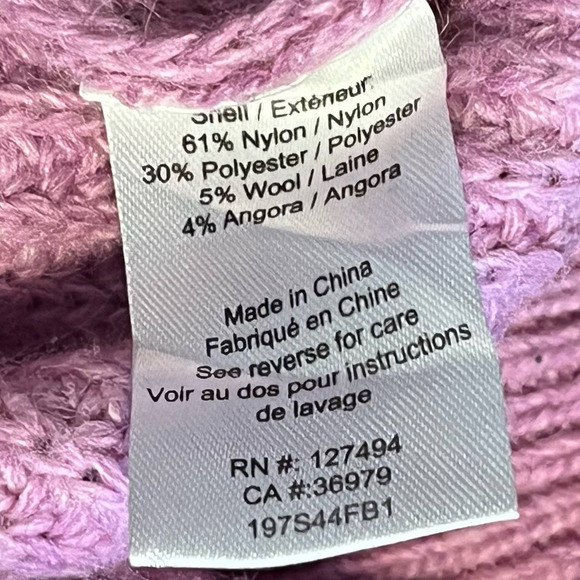 Shell / Extérieur
61% Nylon / Nylon
30% Polyester / Polyester
5% Wool / Laine
4% Angora / Angora
Made in China
Fabriqué en Chine
See reverse for care
Voir au dos pour instructions
de lavage
RN #: 127494
CA #:36979
197S44FB1